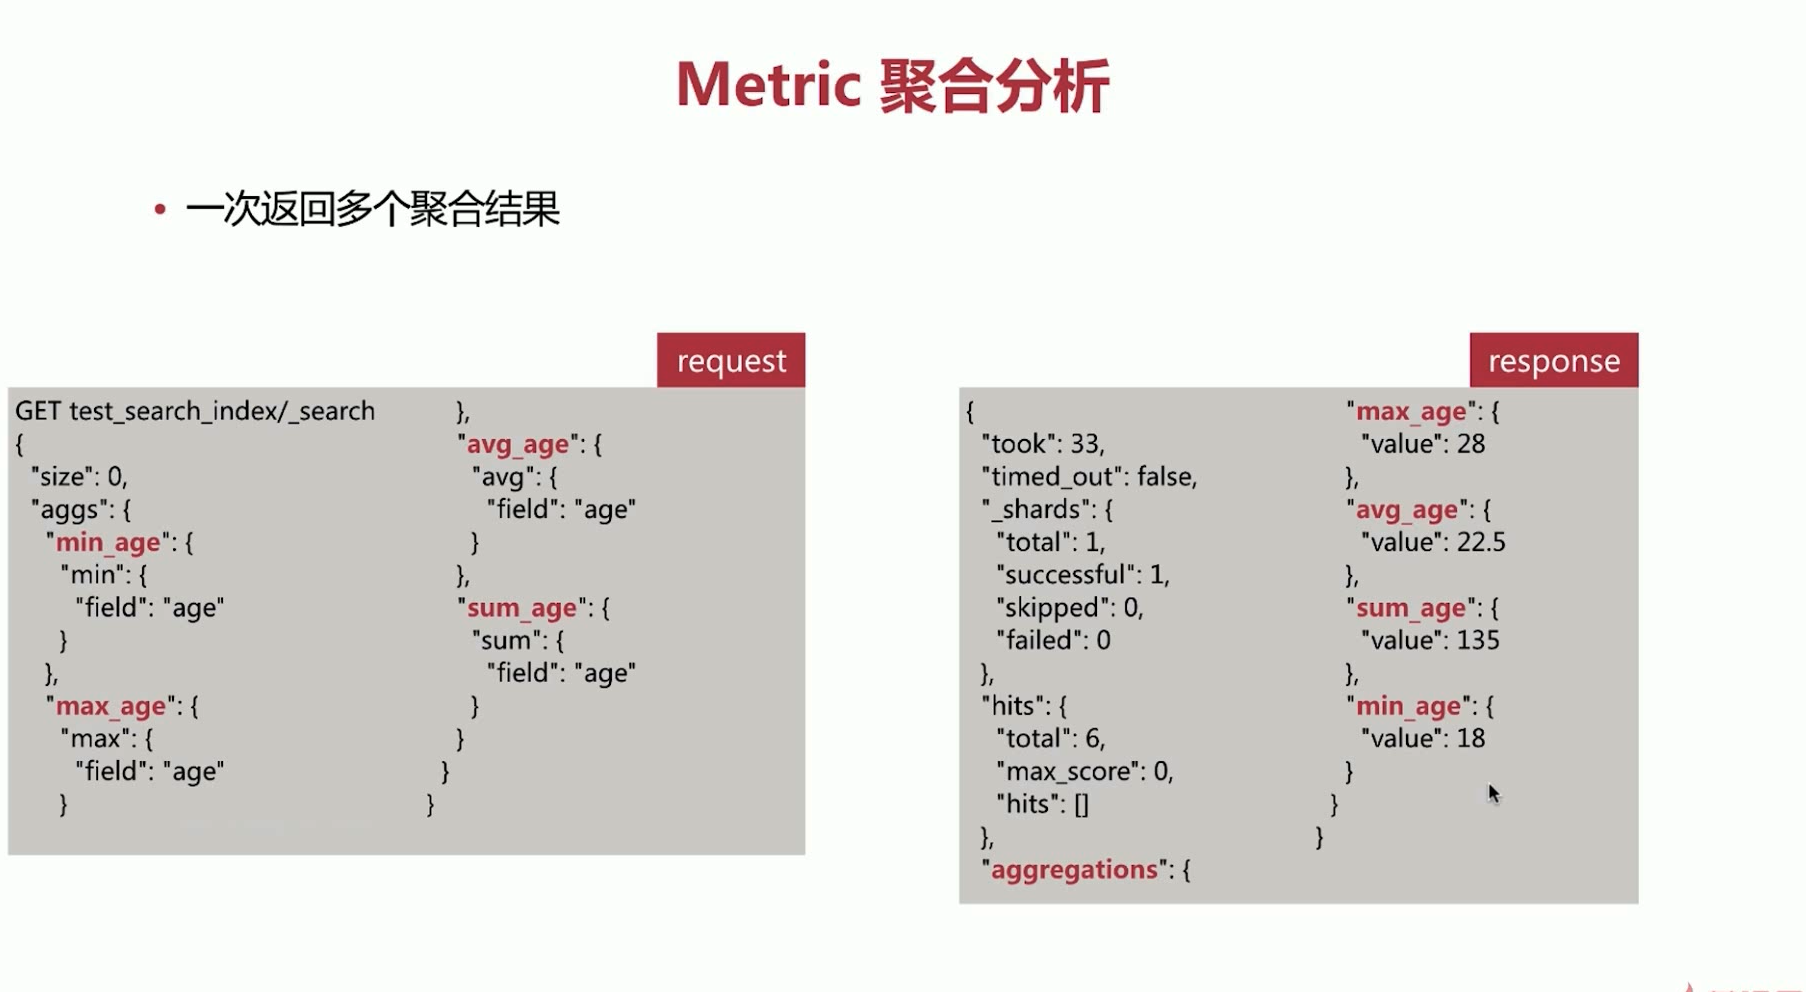 Metric 聚合分析
• 一次返回多个聚合结果
request
GET test_search_index/_search
{
"size": 0,
"aggs": {
"min_age": {
"min": {
"field": "age"
}
},
"max_age": {
"max": {
"field": "age"
}
},
"avg_age": {
"avg": {
"field": "age"
}
},
"sum_age": {
"sum": {
"field": "age"
}
}
}
}
response
{
"took": 33,
"timed_out": false,
"_shards": {
"total": 1,
"successful": 1,
"skipped": 0,
"failed": 0
},
"hits": {
"total": 6,
"max_score": 0,
"hits": []
},
"aggregations": {
"max_age": {
"value": 28
},
"avg_age": {
"value": 22.5
},
"sum_age": {
"value": 135
},
"min_age": {
"value": 18
}
}
}